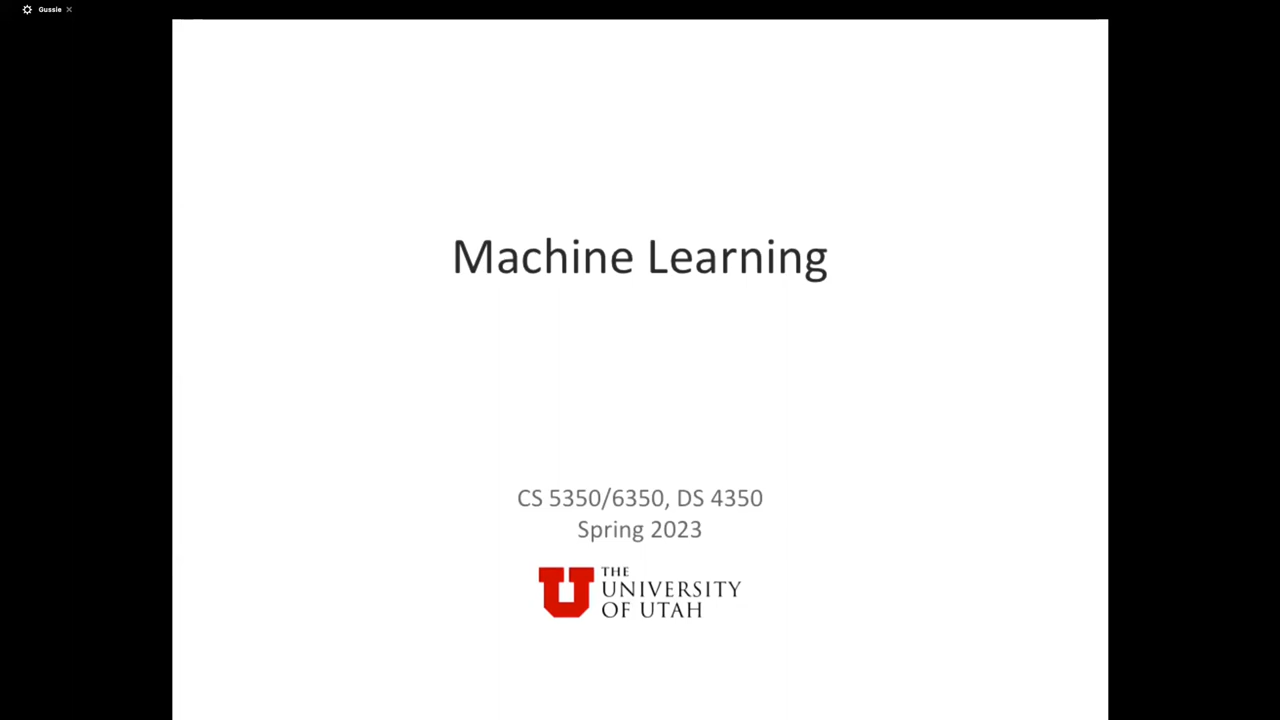 Gussie ×
Machine Learning
CS 5350/6350, DS 4350
Spring 2023
THE
UNIVERSITY
OF UTAH